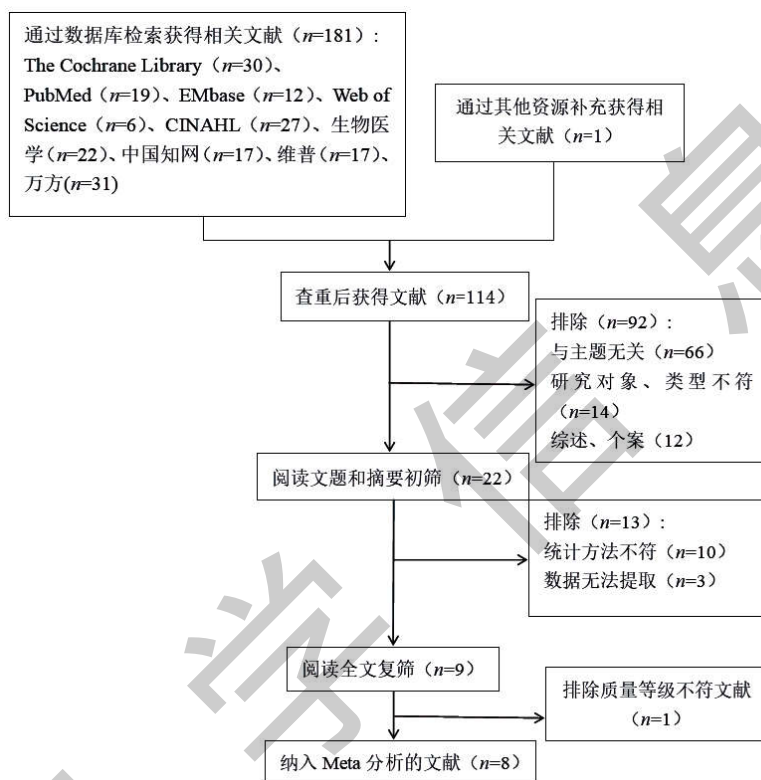 通过数据库检索获得相关文献（n=181）:
The Cochrane Library（n=30）、
PubMed（n=19）、EMbase（n=12）、Web of
Science（n=6）、CINAHL（n=27）、生物医
学（n=22）、中国知网（n=17）、维普（n=17）、
万方(n=31)
通过其他资源补充获得相
关文献（n=1）
查重后获得文献（n=114）
排除（n=92）:
与主题无关（n=66）
研究对象、类型不符
（n=14）
综述、个案（12）
阅读文题和摘要初筛（n=22）
排除（n=13）:
统计方法不符（n=10）
数据无法提取（n=3）
阅读全文复筛（n=9）
排除质量等级不符文献
（n=1）
纳入 Meta 分析的文献（n=8）
学信息